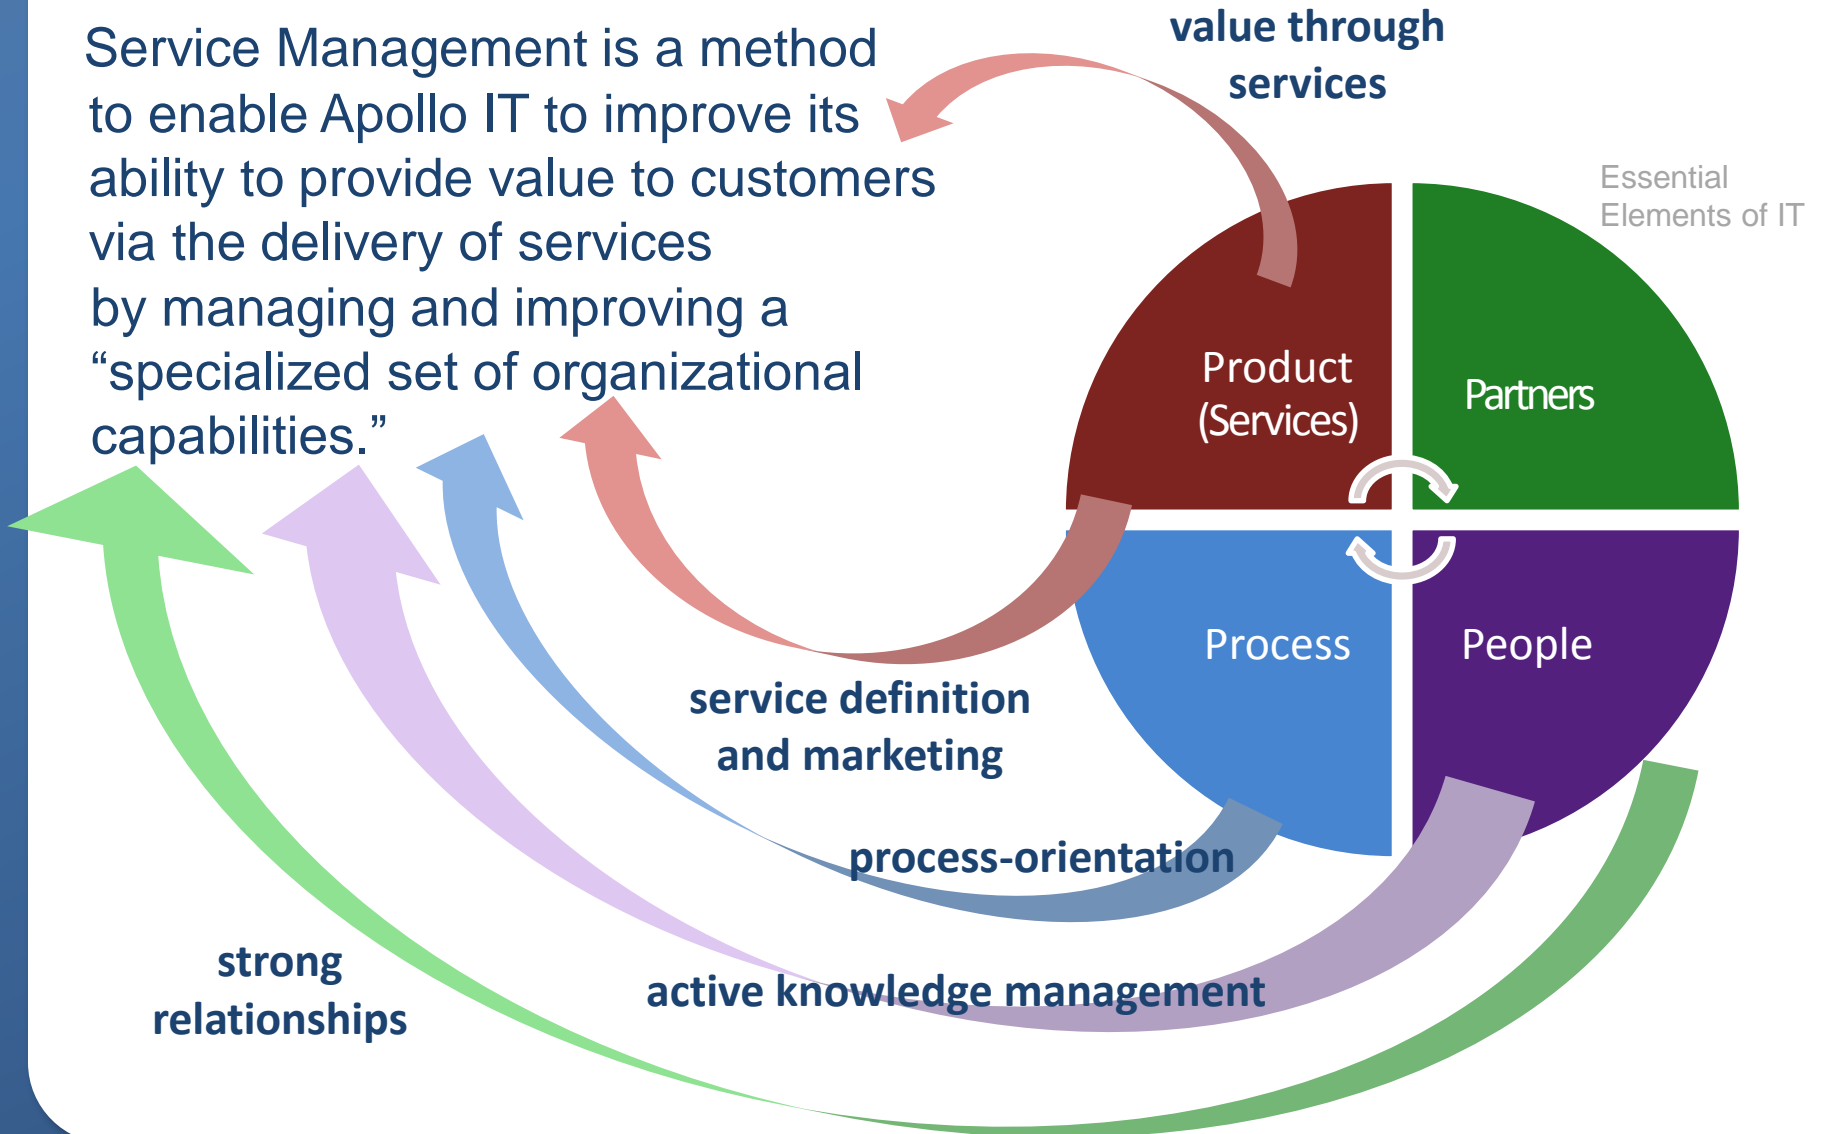 Service Management is a method
to enable Apollo IT to improve its
ability to provide value to customers
via the delivery of services
by managing and improving a
“specialized set of organizational
capabilities.”
value through
services
Essential
Elements of IT
Product
(Services)
Partners
Process
People
service definition
and marketing
process-orientation
strong
relationships
active knowledge management